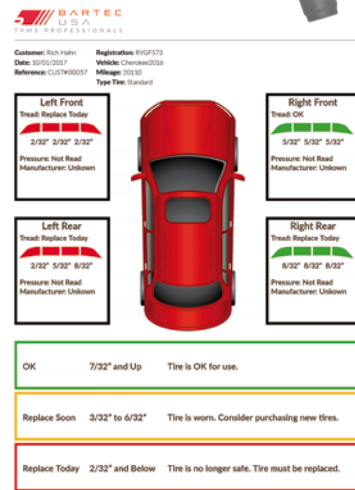 BARTEC
USA
TPMS PROFESSIONALS
Customer: Rich Hahn Registration: RYGF573
Date: 10/01/2017 Vehicle: Cherokee2016
Reference: CUST#00057 Mileage: 20110
Type Tire: Standard
Left Front
Tread: Replace Today
2/32" 2/32" 2/32"
Pressure: Not Read
Manufacturer: Unkown
Right Front
Tread: OK
5/32" 5/32" 5/32"
Pressure: Not Read
Manufacturer: Unkown
Left Rear
Tread: Replace Today
2/32" 5/32" 8/32"
Pressure: Not Read
Manufacturer: Unkown
Right Rear
Tread: Replace Today
8/32" 8/32" 8/32"
Pressure: Not Read
Manufacturer: Unkown
OK 7/32" and Up Tire is OK for use.
Replace Soon 3/32" to 6/32" Tire is worn. Consider purchasing new tires.
Replace Today 2/32" and Below Tire is no longer safe. Tire must be replaced.